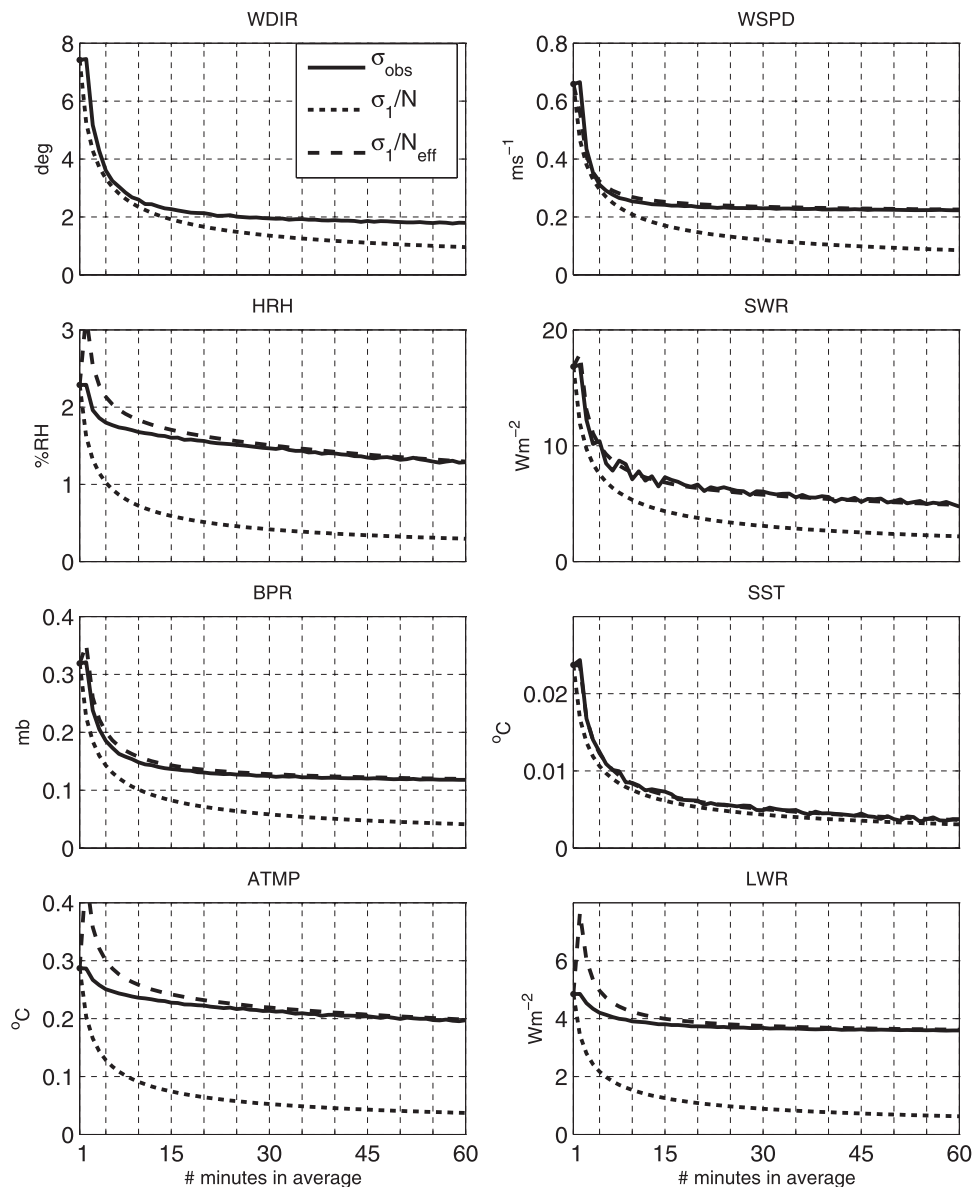 WDIR
8
6
4
2
0
deg
σobs
σ1/N
σ1/Neff
WSPD
0.8
0.6
0.4
0.2
0
ms−1
HRH
3
2
1
0
%RH
SWR
20
10
0
Wm−2
BPR
0.4
0.3
0.2
0.1
0
mb
SST
0.02
0.01
0
oC
ATMP
0.4
0.3
0.2
0.1
0
oC
1 15 30 45 60
# minutes in average
LWR
6
4
2
0
Wm−2
1 15 30 45 60
# minutes in average